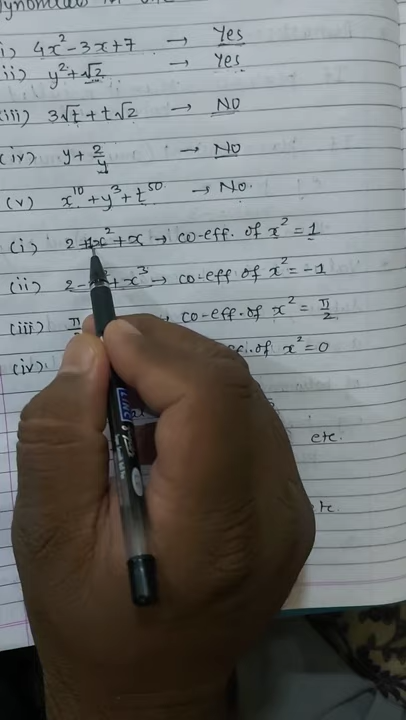 i) 4x² - 3x + 7 → Yes
ii) y² + √2 → Yes
(iii) 3√t + t√2 → No
(iv) y + 2/y → No
(v) x¹⁰ + y³ + t⁵⁰ → No.
(i) 2 + 1x² + x → co-eff. of x² = 1
(ii) 2 - x² + x³ → co-eff of x² = -1
(iii) π → co-eff. of x² = π/2
(iv) of x² = 0
etc.
etc.